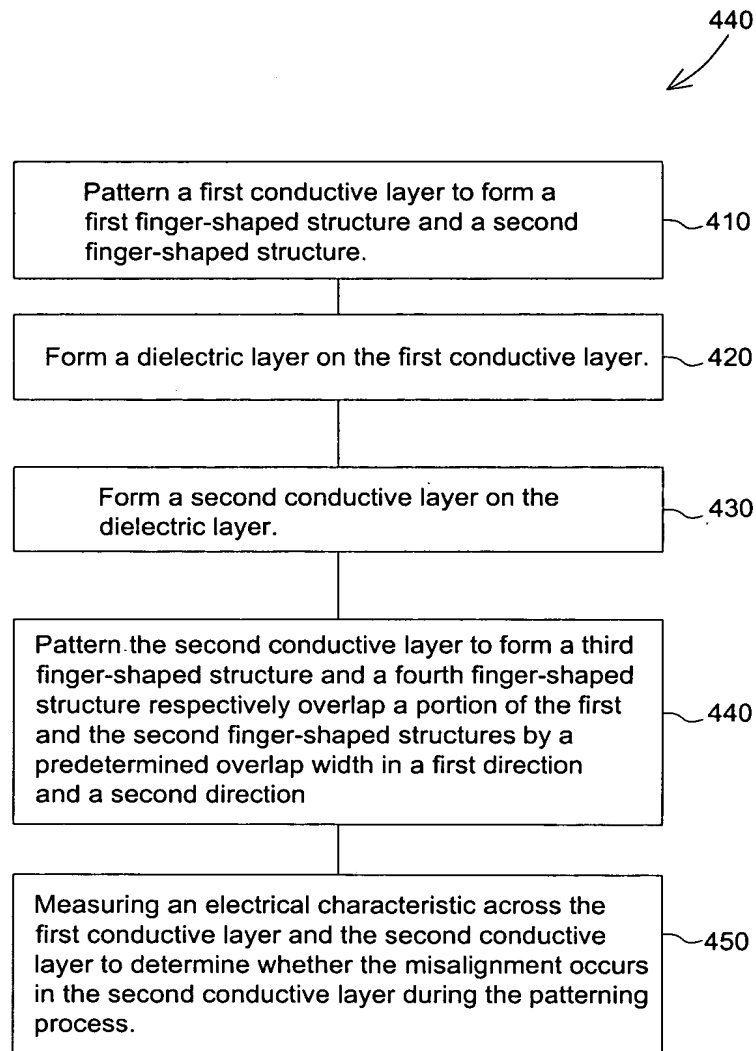 440
Pattern a first conductive layer to form a
first finger-shaped structure and a second
finger-shaped structure.
410
Form a dielectric layer on the first conductive layer.
420
Form a second conductive layer on the
dielectric layer.
430
Pattern the second conductive layer to form a third
finger-shaped structure and a fourth finger-shaped
structure respectively overlap a portion of the first
and the second finger-shaped structures by a
predetermined overlap width in a first direction
and a second direction
440
Measuring an electrical characteristic across the
first conductive layer and the second conductive
layer to determine whether the misalignment occurs
in the second conductive layer during the patterning
process.
450